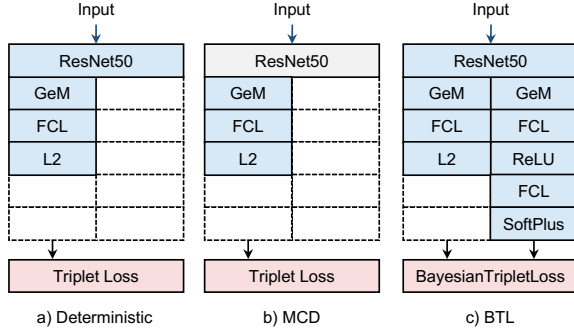 Input
ResNet50
GeM
FCL
L2
Triplet Loss
a) Deterministic
Input
ResNet50
GeM
FCL
L2
Triplet Loss
b) MCD
Input
ResNet50
GeM GeM
FCL FCL
L2 ReLU
FCL
SoftPlus
BayesianTripletLoss
c) BTL